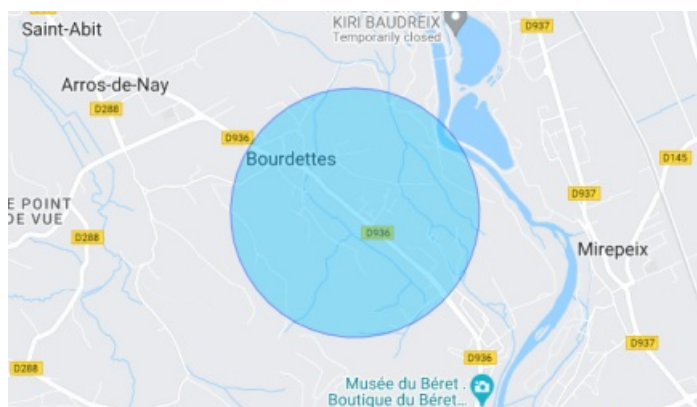 Saint-Abit
KIRI BAUDREIX
Temporarily closed
D937
Arros-de-Nay
D288
D936
Bourdettes
D145
E POINT
DE VUE
D937
D288
D936
Mirepeix
D937
D936
D288
Musée du Béret .
Boutique du Béret...